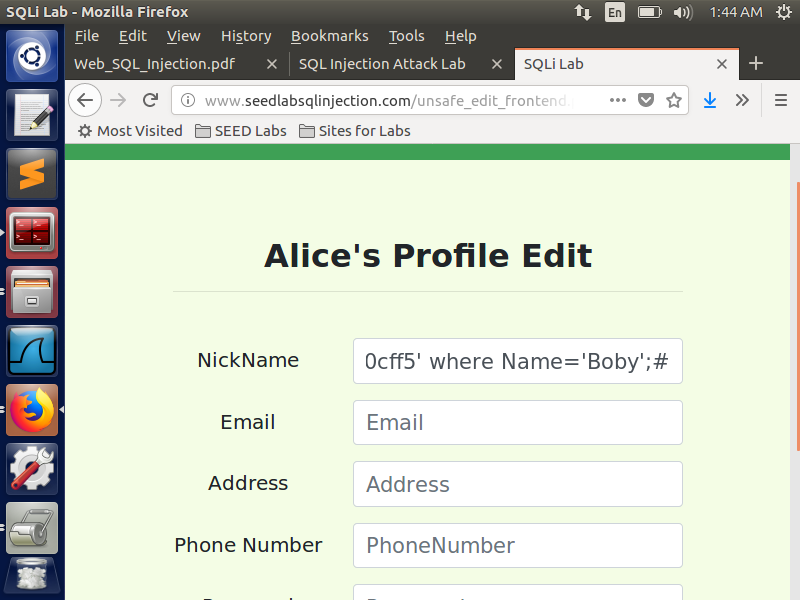 SQLi Lab - Mozilla Firefox En 1:44 AM
File Edit View History Bookmarks Tools Help
Web_SQL_Injection.pdf SQL Injection Attack Lab SQLi Lab
www.seedlabsqlinjection.com/unsafe_edit_frontend.
Most Visited SEED Labs Sites for Labs
Alice's Profile Edit
NickName 0cff5' where Name='Boby';#
Email Email
Address Address
Phone Number PhoneNumber